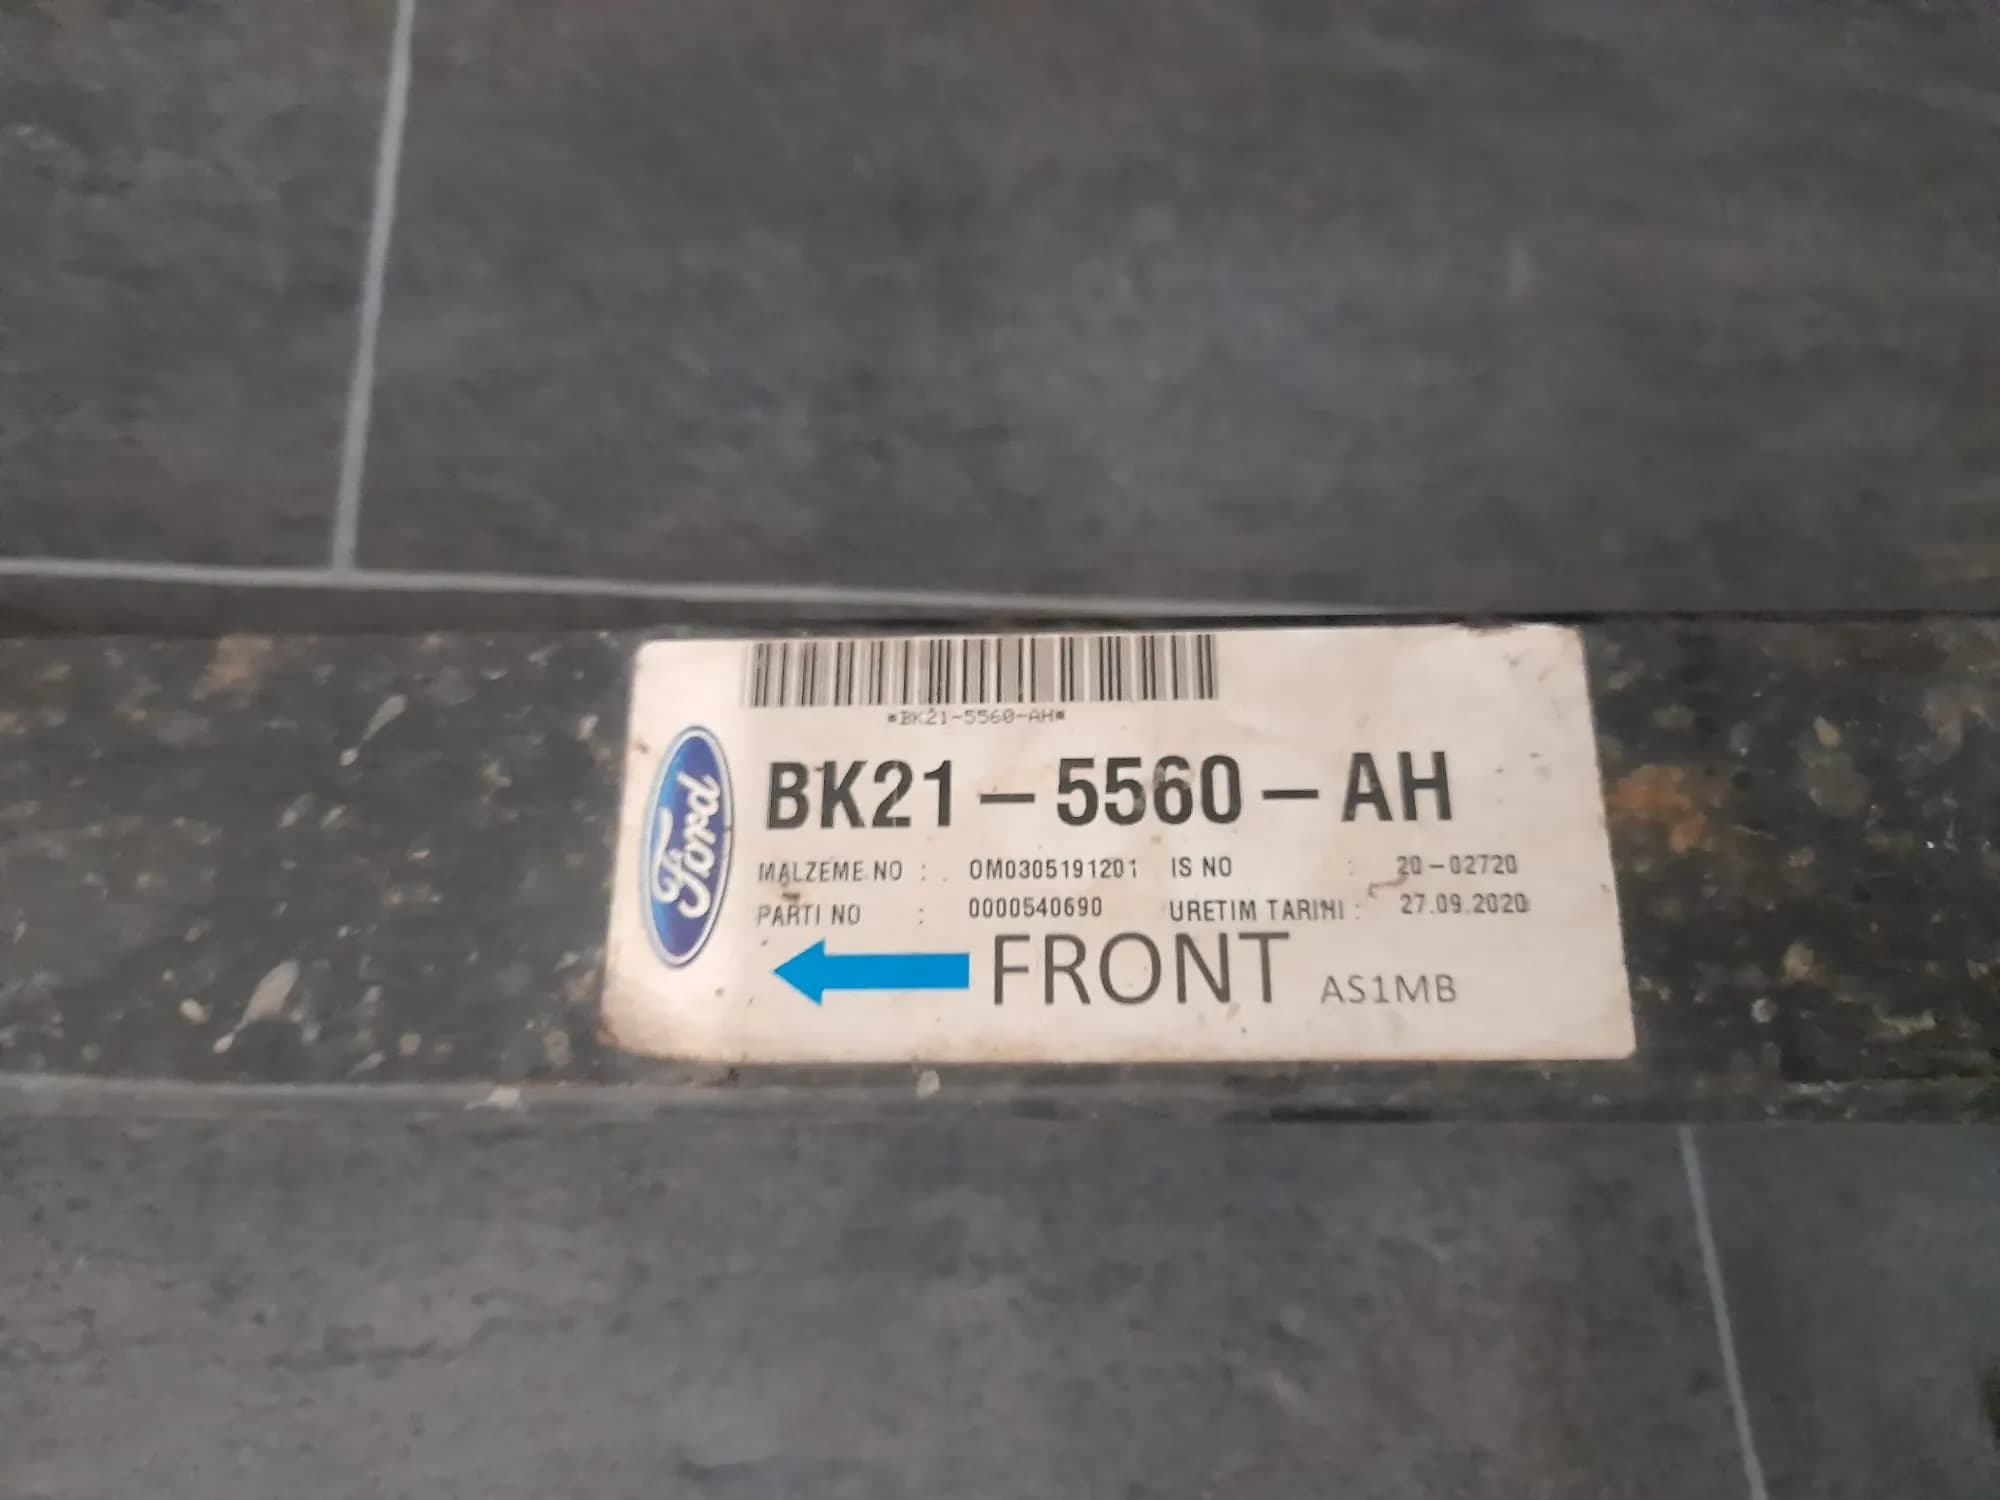 *BK21-5560-AH*
Ford
BK21-5560-AH
MALZEME NO : 0M0305191201 IS NO : 20-02720
PARTI NO : 0000540690 URETIM TARIHI : 27.09.2020
FRONT AS1MB